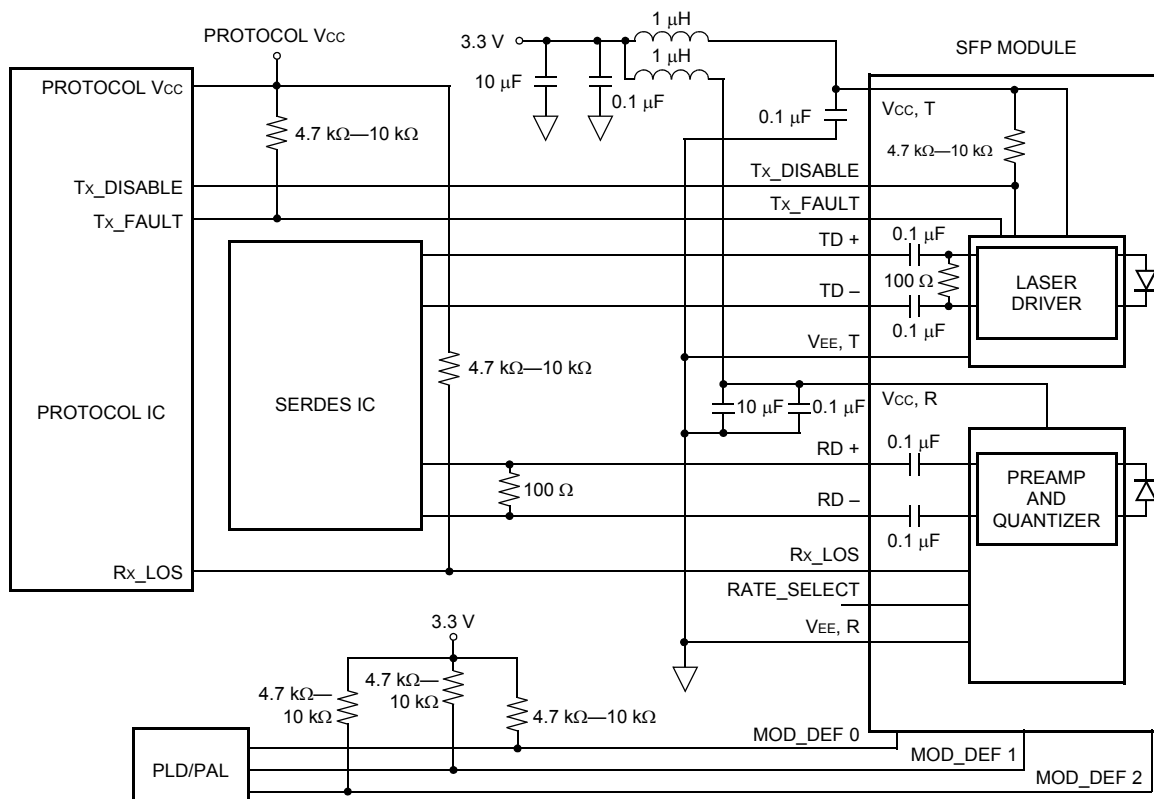 PROTOCOL VCC
3.3 V
1 μH
1 μH
10 μF
0.1 μF
0.1 μF
SFP MODULE
PROTOCOL VCC
4.7 kΩ—10 kΩ
VCC, T
4.7 kΩ—10 kΩ
TX_DISABLE
TX_DISABLE
TX_FAULT
TX_FAULT
TD +
0.1 μF
100 Ω
LASER
DRIVER
TD –
0.1 μF
VEE, T
4.7 kΩ—10 kΩ
PROTOCOL IC
SERDES IC
10 μF
0.1 μF
VCC, R
RD +
0.1 μF
100 Ω
PREAMP
AND
QUANTIZER
RD –
0.1 μF
RX_LOS
RX_LOS
RATE_SELECT
VEE, R
3.3 V
4.7 kΩ—
10 kΩ
4.7 kΩ—
10 kΩ
4.7 kΩ—10 kΩ
MOD_DEF 0
PLD/PAL
MOD_DEF 1
MOD_DEF 2